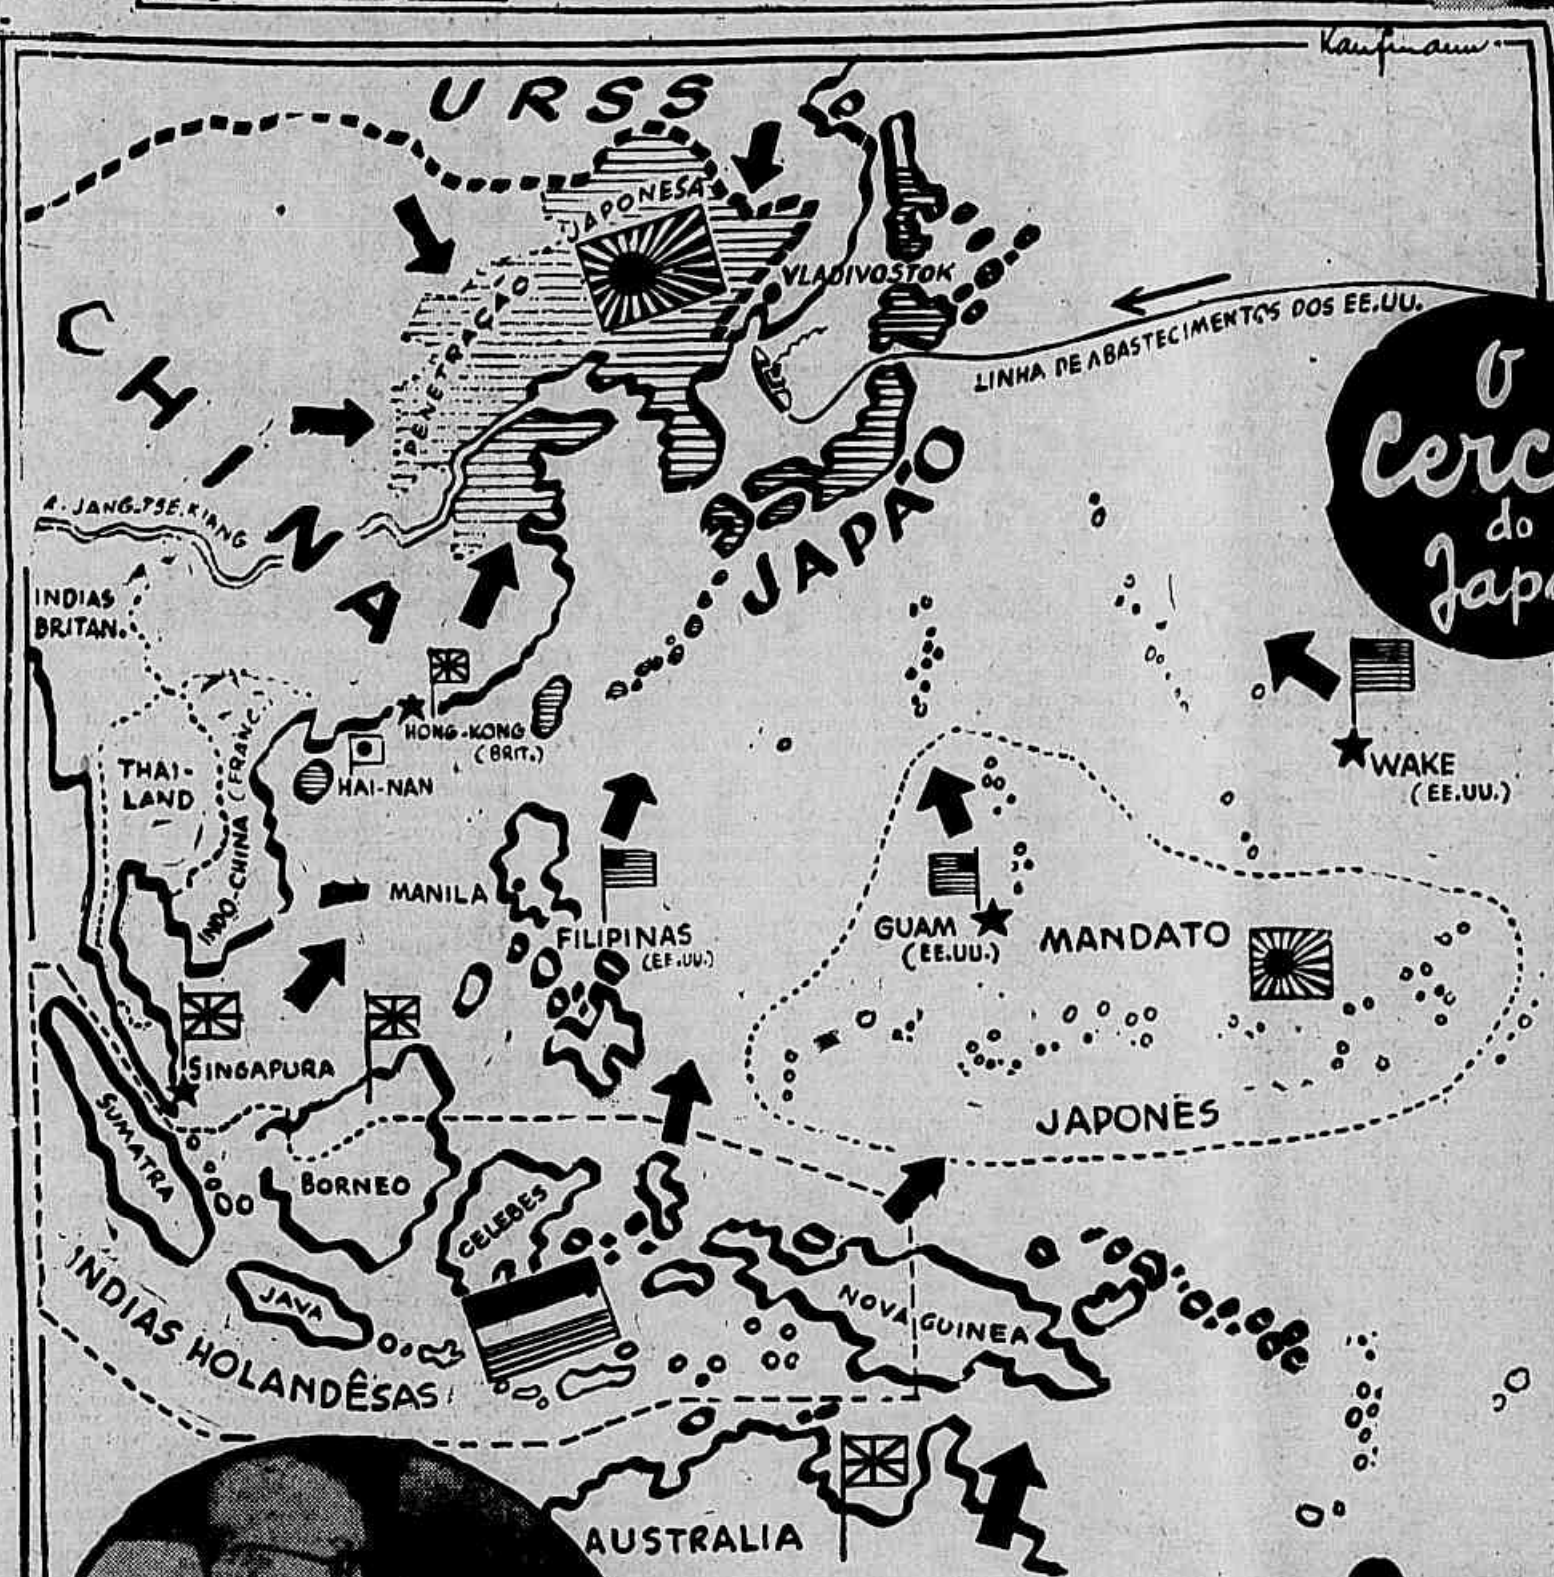 Kaufmann
URSS
JAPONESA
PENETRAÇÃO
VLADIVOSTOK
LINHA DE ABASTECIMENTOS DOS EE.UU.
O
Cerc
do
Jap
CHINA
JAPÃO
R. JANG-TSE-KIANG
INDIAS
BRITAN.
HONG-KONG
(BRIT.)
HAI-NAN
THAI-
LAND
INDO-CHINA (FRANC.)
WAKE
(EE.UU.)
MANILA
FILIPINAS
(EE.UU.)
GUAM
(EE.UU.)
MANDATO
JAPONÊS
SINGAPURA
SUMATRA
BORNEO
CELEBES
JAVA
NOVA GUINEA
INDIAS HOLANDÊSAS
AUSTRALIA